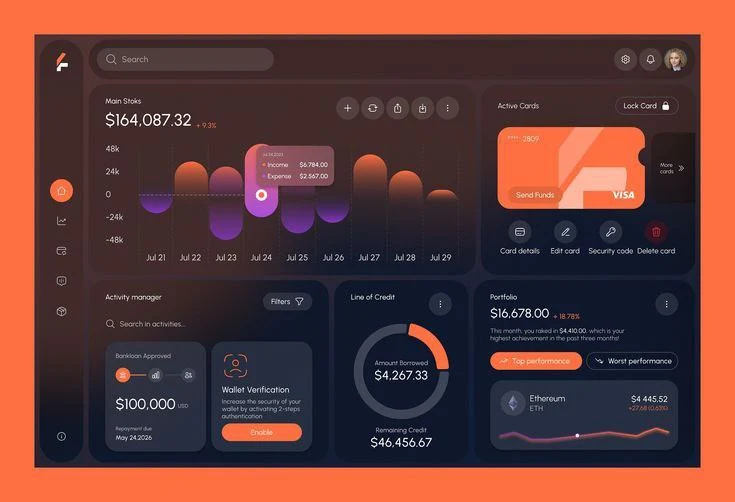 Search
Main Stoks
$164,087.32 + 9.3%
48k
24k
0
-24k
-48k
Jul 24,2023
Income $6.784.00
Expense $2.567.00
Jul 21 Jul 22 Jul 23 Jul 24 Jul 25 Jul 26 Jul 27 Jul 28 Jul 29
Active Cards
Lock Card
2809
Send Funds
VISA
More
cards
Card details Edit card Security code Delete card
Activity manager
Filters
Search in activities...
Bankloan Approved
$100,000 USD
Repayment due
May 24.2026
Wallet Verification
Increase the security of your
wallet by activating 2-steps
authentication
Enable
Line of Credit
Amount Borrowed
$4,267.33
Remaining Credit
$46,456.67
Portfolio
$16,678.00 + 18.78%
This month, you raked in $4,410.00, which is your
highest achievement in the past three months!
Top performance
Worst performance
Ethereum
ETH
$4 445.52
+27.68 (0.63%)